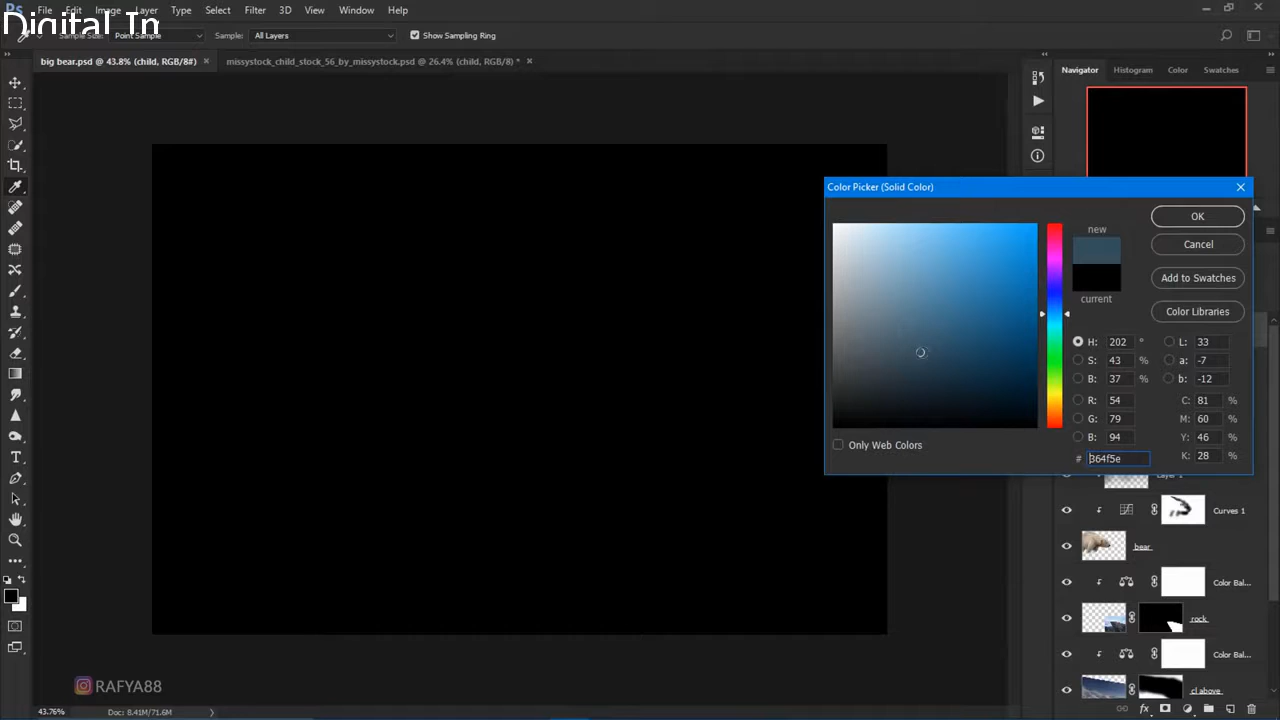 Ps File Edit Image Layer Type Select Filter 3D View Window Help
Digital Im
Sample Size: Point Sample Sample: All Layers Show Sampling Ring
big bear.psd @ 43.8% (child, RGB/8#) × missystock_child_stock_56_by_missystock.psd @ 26.4% (child, RGB/8) * ×
Navigator Histogram Color Swatches
Color Picker (Solid Color)
new
OK
Cancel
Add to Swatches
current
Color Libraries
H: 202 ° L: 33
S: 43 % a: -7
B: 37 % b: -12
R: 54 C: 81 %
G: 79 M: 60 %
B: 94 Y: 46 %
# 364f5e K: 28 %
Only Web Colors
Layer 1
Curves 1
bear
Color Bal...
rock
Color Bal...
cl above
RAFYA88
43.76% Doc: 8.41M/71.6M